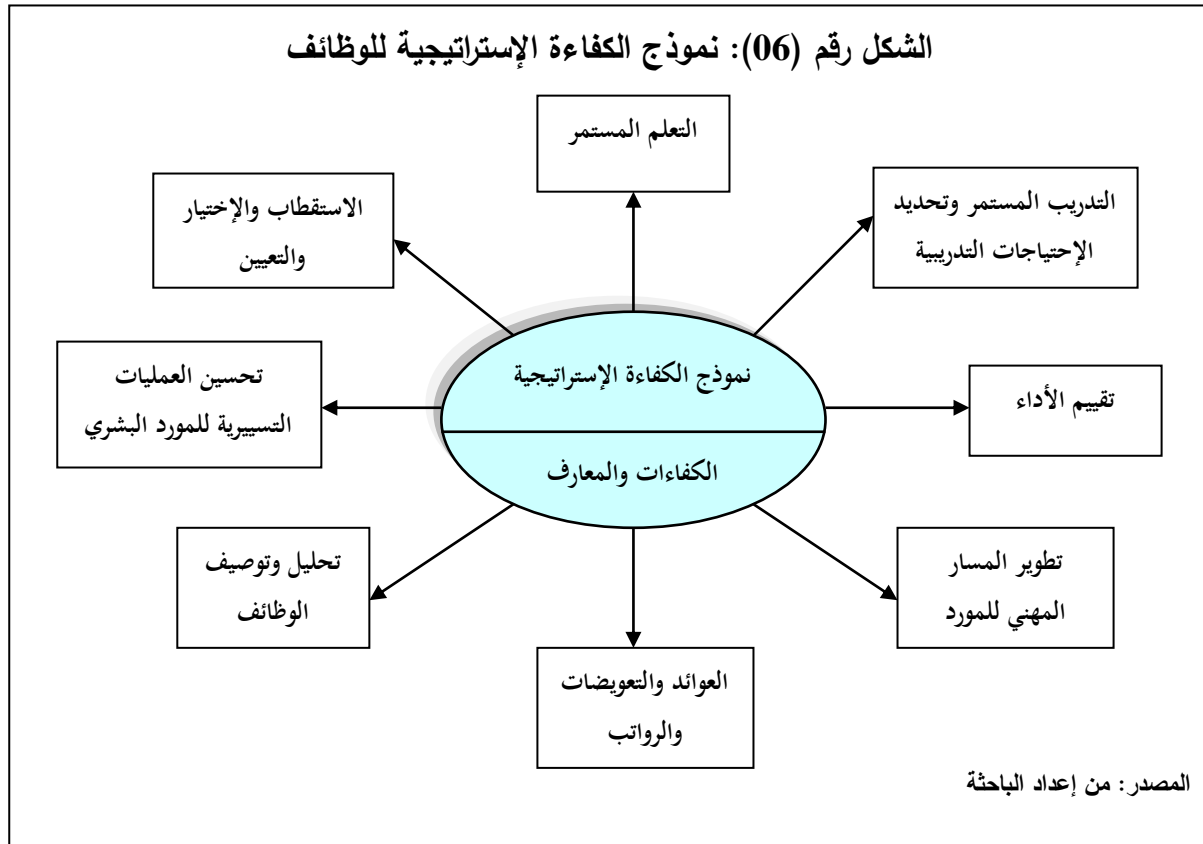 الشكل رقم (06): نموذج الكفاءة الإستراتيجية للوظائف
التعلم المستمر
التدريب المستمر وتحديد
الإحتياجات التدريبية
الاستقطاب والإختيار
والتعيين
نموذج الكفاءة الإستراتيجية
الكفاءات والمعارف
تقييم الأداء
تحسين العمليات
التسييرية للمورد البشري
تطوير المسار
المهني للمورد
تحليل وتوصيف
الوظائف
العوائد والتعويضات
والرواتب
المصدر: من إعداد الباحثة